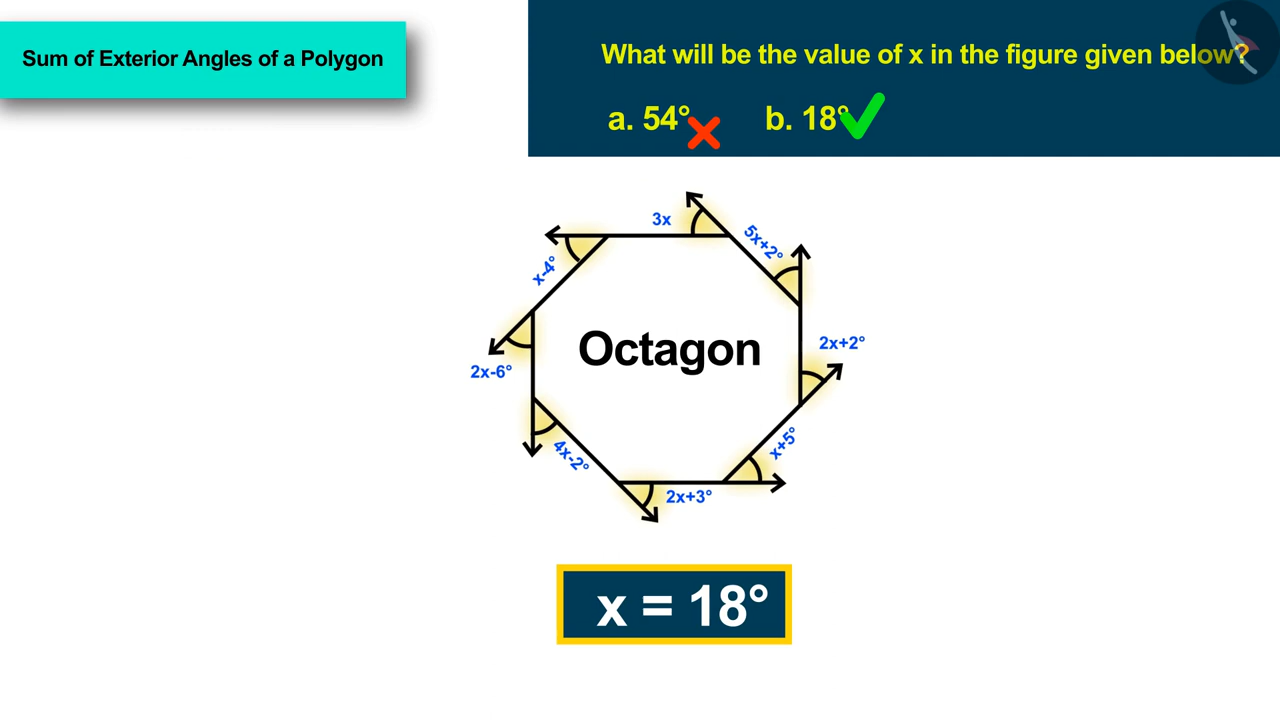 Sum of Exterior Angles of a Polygon
What will be the value of x in the figure given below?
a. 54° b. 18°
3x
5x+2°
x-4°
2x+2°
Octagon
2x-6°
x+5°
4x-2°
2x+3°
x = 18°